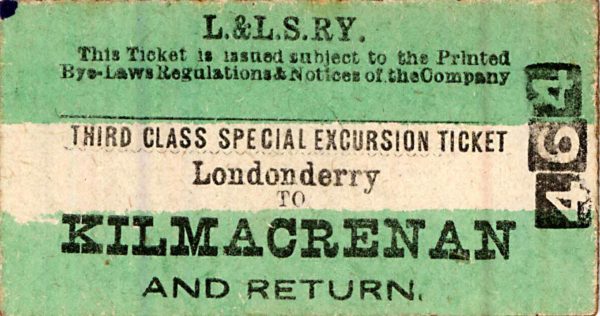 L.&L.S.RY.
This Ticket is issued subject to the Printed
Bye-Laws Regulations & Notices of the Company
THIRD CLASS SPECIAL EXCURSION TICKET
Londonderry
TO
KILMACRENAN
AND RETURN.
464